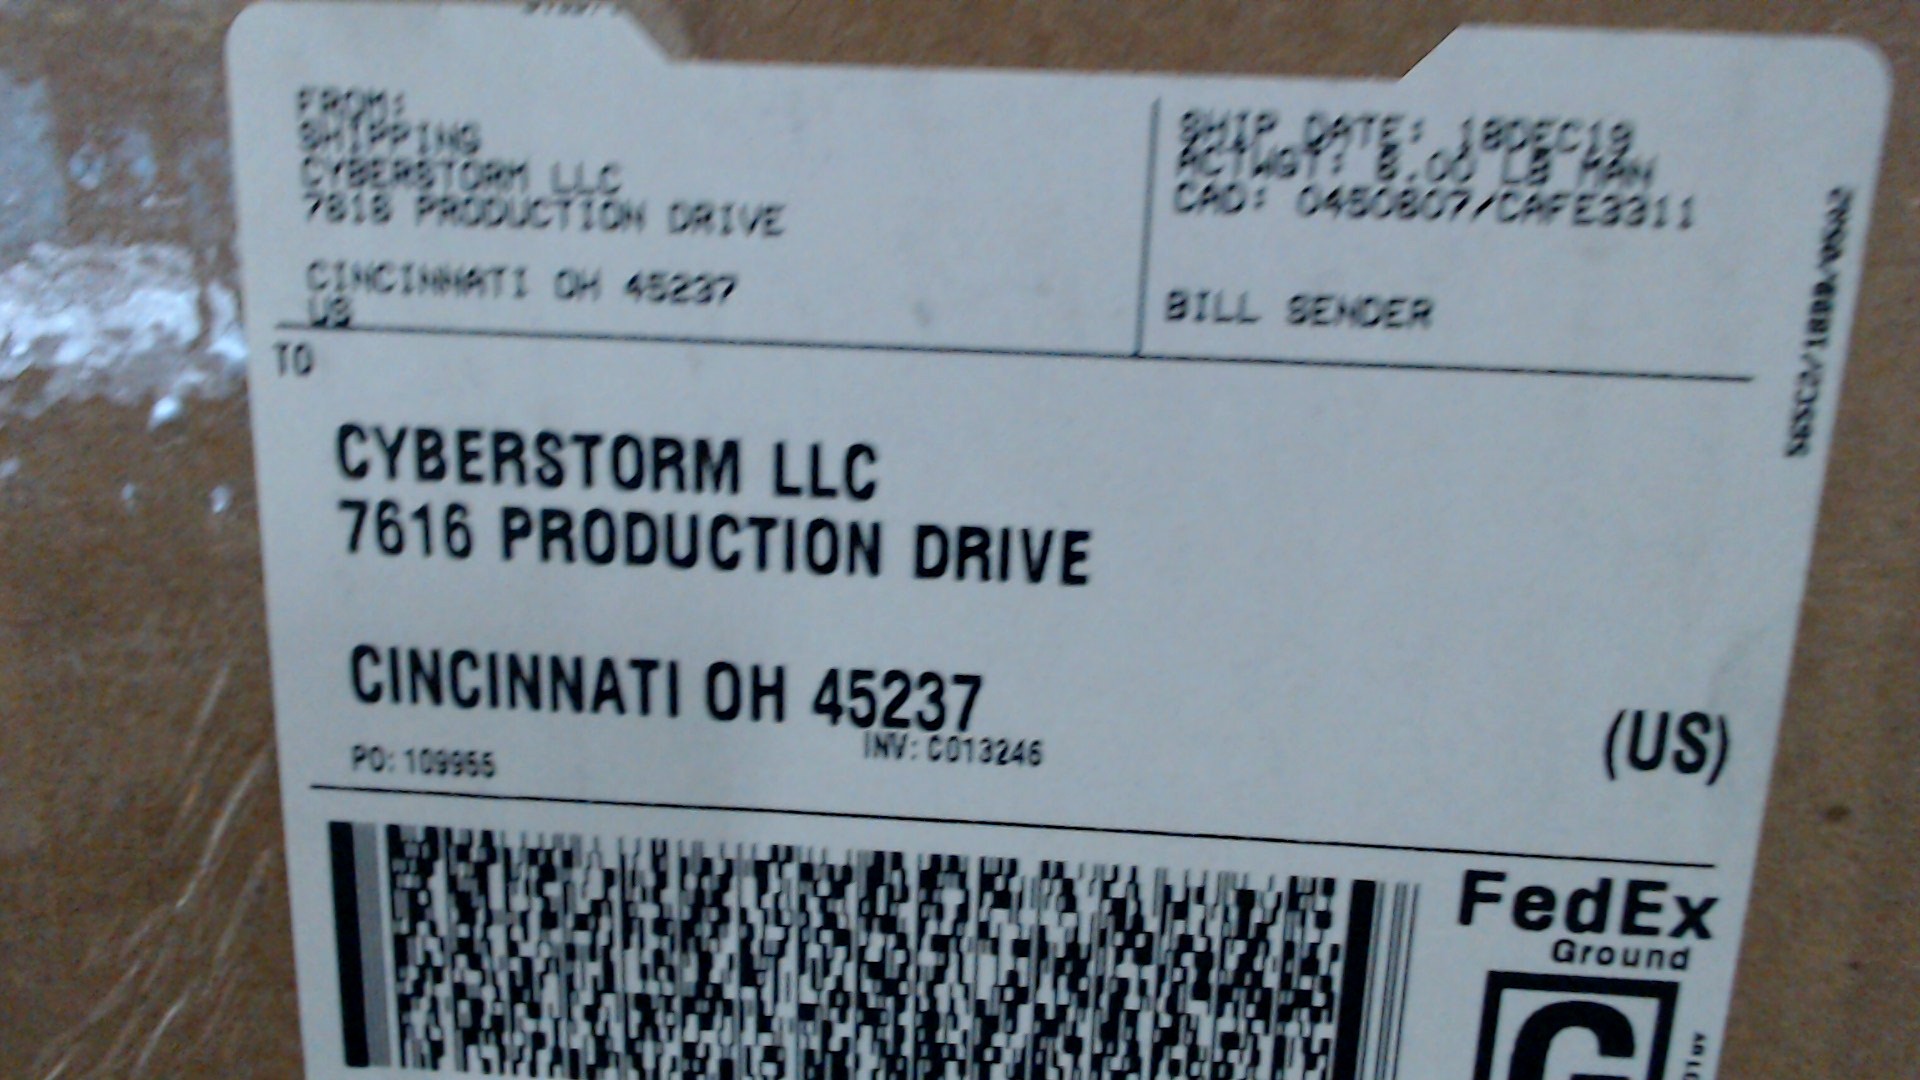 FROM:
SHIPPING
CYBERSTORM LLC
7616 PRODUCTION DRIVE
CINCINNATI OH 45237
US
SHIP DATE: 18DEC19
ACTWGT: 8.00 LB MAN
CAD: 0450807/CAFE3311
BILL SENDER
TO
CYBERSTORM LLC
7616 PRODUCTION DRIVE
CINCINNATI OH 45237
(US)
PO: 109955
INV: C013246
FedEx
Ground
G